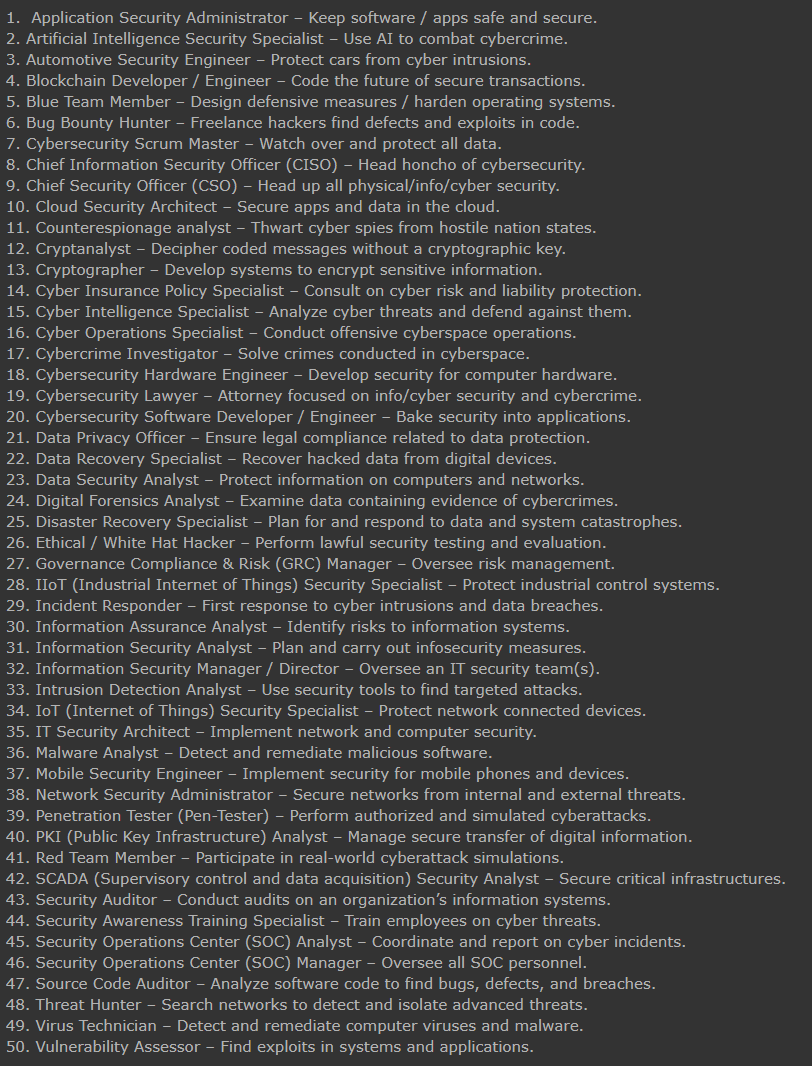 1.  Application Security Administrator – Keep software / apps safe and secure.
2. Artificial Intelligence Security Specialist – Use AI to combat cybercrime.
3. Automotive Security Engineer – Protect cars from cyber intrusions.
4. Blockchain Developer / Engineer – Code the future of secure transactions.
5. Blue Team Member – Design defensive measures / harden operating systems.
6. Bug Bounty Hunter – Freelance hackers find defects and exploits in code.
7. Cybersecurity Scrum Master – Watch over and protect all data.
8. Chief Information Security Officer (CISO) – Head honcho of cybersecurity.
9. Chief Security Officer (CSO) – Head up all physical/info/cyber security.
10. Cloud Security Architect – Secure apps and data in the cloud.
11. Counterespionage analyst – Thwart cyber spies from hostile nation states.
12. Cryptanalyst – Decipher coded messages without a cryptographic key.
13. Cryptographer – Develop systems to encrypt sensitive information.
14. Cyber Insurance Policy Specialist – Consult on cyber risk and liability protection.
15. Cyber Intelligence Specialist – Analyze cyber threats and defend against them.
16. Cyber Operations Specialist – Conduct offensive cyberspace operations.
17. Cybercrime Investigator – Solve crimes conducted in cyberspace.
18. Cybersecurity Hardware Engineer – Develop security for computer hardware.
19. Cybersecurity Lawyer – Attorney focused on info/cyber security and cybercrime.
20. Cybersecurity Software Developer / Engineer – Bake security into applications.
21. Data Privacy Officer – Ensure legal compliance related to data protection.
22. Data Recovery Specialist – Recover hacked data from digital devices.
23. Data Security Analyst – Protect information on computers and networks.
24. Digital Forensics Analyst – Examine data containing evidence of cybercrimes.
25. Disaster Recovery Specialist – Plan for and respond to data and system catastrophes.
26. Ethical / White Hat Hacker – Perform lawful security testing and evaluation.
27. Governance Compliance & Risk (GRC) Manager – Oversee risk management.
28. IIoT (Industrial Internet of Things) Security Specialist – Protect industrial control systems.
29. Incident Responder – First response to cyber intrusions and data breaches.
30. Information Assurance Analyst – Identify risks to information systems.
31. Information Security Analyst – Plan and carry out infosecurity measures.
32. Information Security Manager / Director – Oversee an IT security team(s).
33. Intrusion Detection Analyst – Use security tools to find targeted attacks.
34. IoT (Internet of Things) Security Specialist – Protect network connected devices.
35. IT Security Architect – Implement network and computer security.
36. Malware Analyst – Detect and remediate malicious software.
37. Mobile Security Engineer – Implement security for mobile phones and devices.
38. Network Security Administrator – Secure networks from internal and external threats.
39. Penetration Tester (Pen-Tester) – Perform authorized and simulated cyberattacks.
40. PKI (Public Key Infrastructure) Analyst – Manage secure transfer of digital information.
41. Red Team Member – Participate in real-world cyberattack simulations.
42. SCADA (Supervisory control and data acquisition) Security Analyst – Secure critical infrastructures.
43. Security Auditor – Conduct audits on an organization’s information systems.
44. Security Awareness Training Specialist – Train employees on cyber threats.
45. Security Operations Center (SOC) Analyst – Coordinate and report on cyber incidents.
46. Security Operations Center (SOC) Manager – Oversee all SOC personnel.
47. Source Code Auditor – Analyze software code to find bugs, defects, and breaches.
48. Threat Hunter – Search networks to detect and isolate advanced threats.
49. Virus Technician – Detect and remediate computer viruses and malware.
50. Vulnerability Assessor – Find exploits in systems and applications.